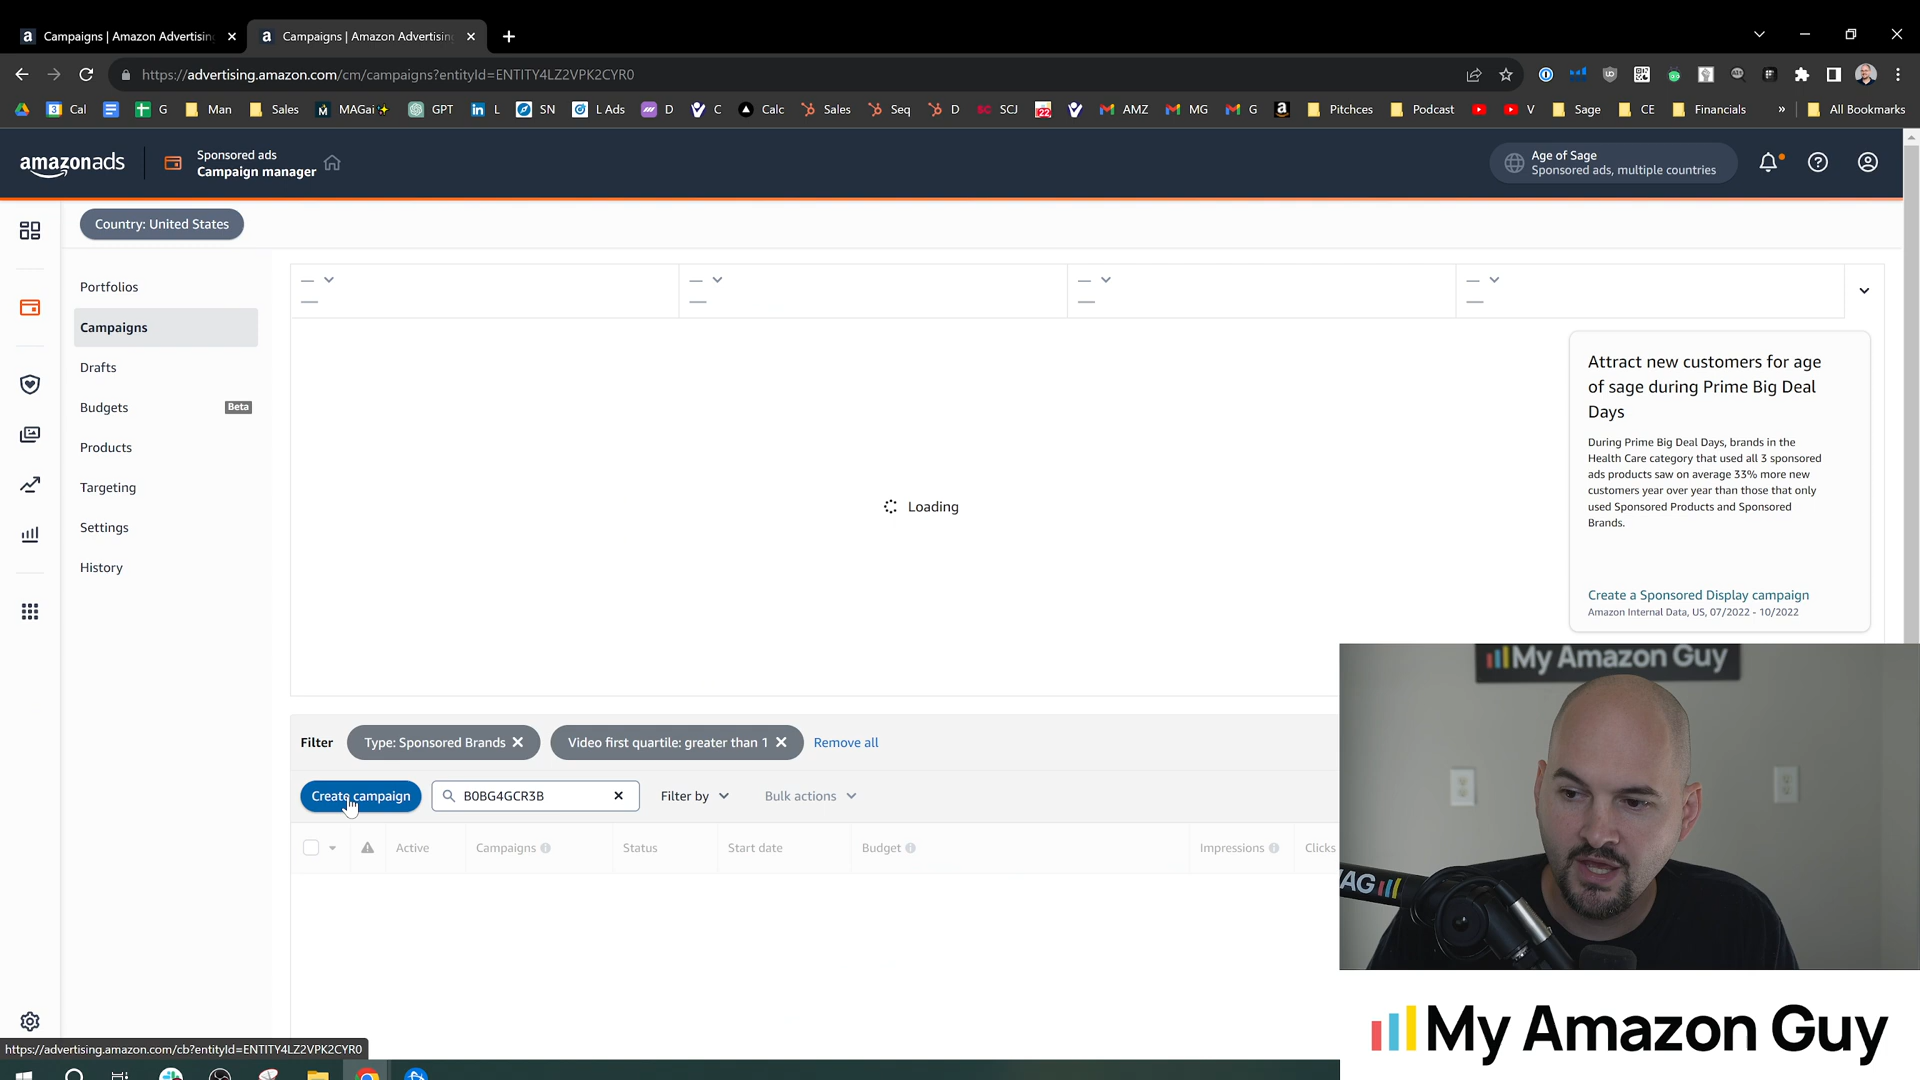 Campaigns | Amazon Advertising
Campaigns | Amazon Advertising
https://advertising.amazon.com/cm/campaigns?entityId=ENTITY4LZ2VPK2CYR0
Cal
G
Man
Sales
MAGai
GPT
L
SN
L Ads
D
C
Calc
Sales
Seq
D
SCJ
AMZ
MG
G
Pitchces
Podcast
V
Sage
CE
Financials
»
All Bookmarks
amazonads
Sponsored ads
Campaign manager
Age of Sage
Sponsored ads, multiple countries
Country: United States
Portfolios
Campaigns
Drafts
Budgets
Beta
Products
Targeting
Settings
History
Loading
Attract new customers for age
of sage during Prime Big Deal
Days
During Prime Big Deal Days, brands in the
Health Care category that used all 3 sponsored
ads products saw on average 33% more new
customers year over year than those that only
used Sponsored Products and Sponsored
Brands.
Create a Sponsored Display campaign
Amazon Internal Data, US, 07/2022 - 10/2022
Filter
Type: Sponsored Brands
Video first quartile: greater than 1
Remove all
Create campaign
B0BG4GCR3B
Filter by
Bulk actions
Active
Campaigns
Status
Start date
Budget
Impressions
Clicks
My Amazon Guy
AG
My Amazon Guy
https://advertising.amazon.com/cb?entityId=ENTITY4LZ2VPK2CYR0